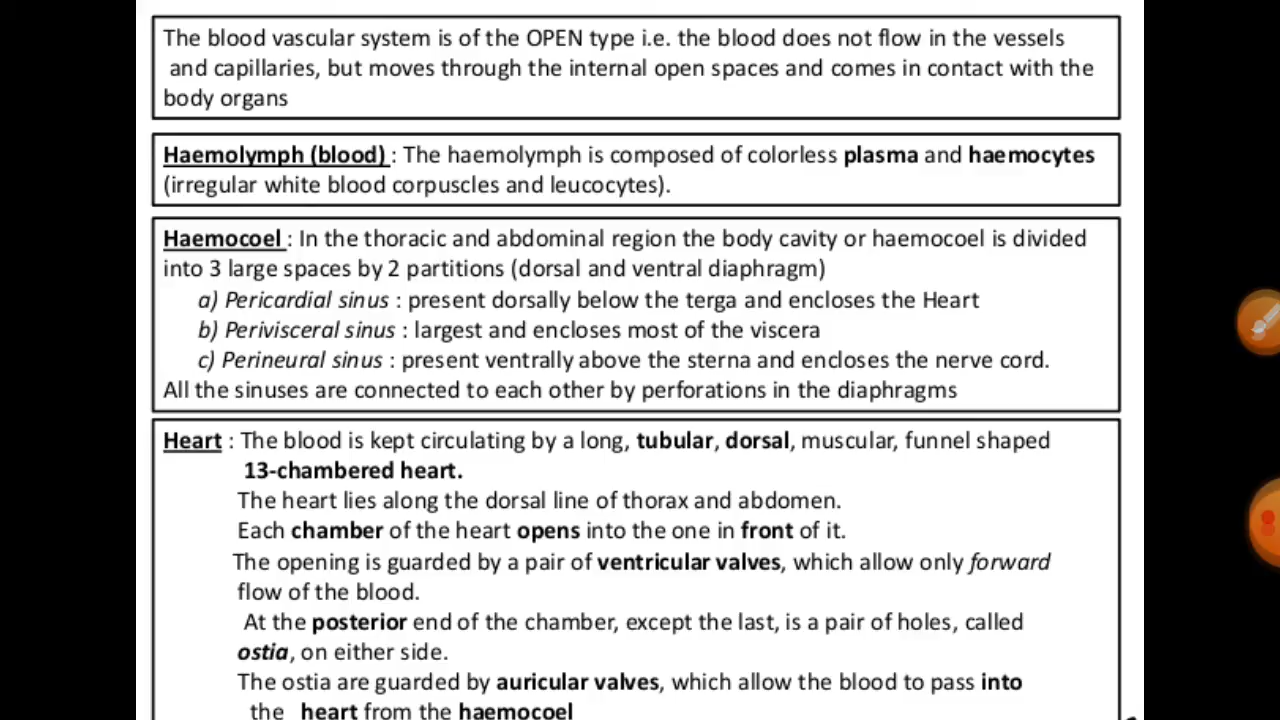 The blood vascular system is of the OPEN type i.e. the blood does not flow in the vessels
and capillaries, but moves through the internal open spaces and comes in contact with the
body organs
Haemolymph (blood) : The haemolymph is composed of colorless plasma and haemocytes
(irregular white blood corpuscles and leucocytes).
Haemocoel : In the thoracic and abdominal region the body cavity or haemocoel is divided
into 3 large spaces by 2 partitions (dorsal and ventral diaphragm)
a) Pericardial sinus : present dorsally below the terga and encloses the Heart
b) Perivisceral sinus : largest and encloses most of the viscera
c) Perineural sinus : present ventrally above the sterna and encloses the nerve cord.
All the sinuses are connected to each other by perforations in the diaphragms
Heart : The blood is kept circulating by a long, tubular, dorsal, muscular, funnel shaped
13-chambered heart.
The heart lies along the dorsal line of thorax and abdomen.
Each chamber of the heart opens into the one in front of it.
The opening is guarded by a pair of ventricular valves, which allow only forward
flow of the blood.
At the posterior end of the chamber, except the last, is a pair of holes, called
ostia, on either side.
The ostia are guarded by auricular valves, which allow the blood to pass into
the heart from the haemocoel